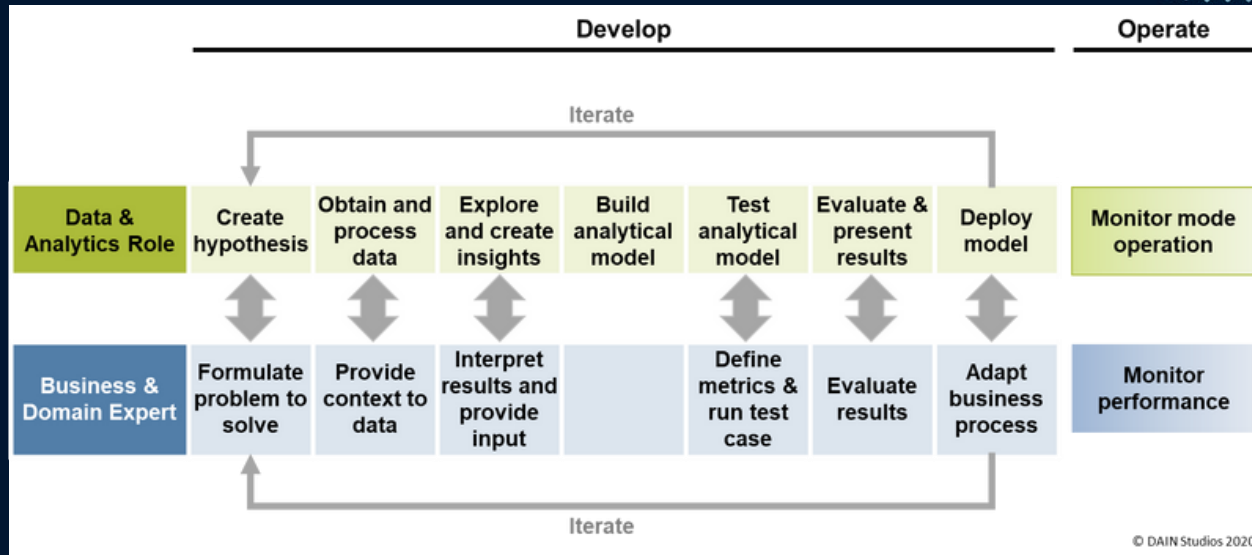 Develop
Operate
Iterate
Data &
Analytics Role
Create
hypothesis
Obtain and
process
data
Explore
and create
insights
Build
analytical
model
Test
analytical
model
Evaluate &
present
results
Deploy
model
Monitor mode
operation
Business &
Domain Expert
Formulate
problem to
solve
Provide
context to
data
Interpret
results and
provide
input
Define
metrics &
run test
case
Evaluate
results
Adapt
business
process
Monitor
performance
Iterate
© DAIN Studios 2020